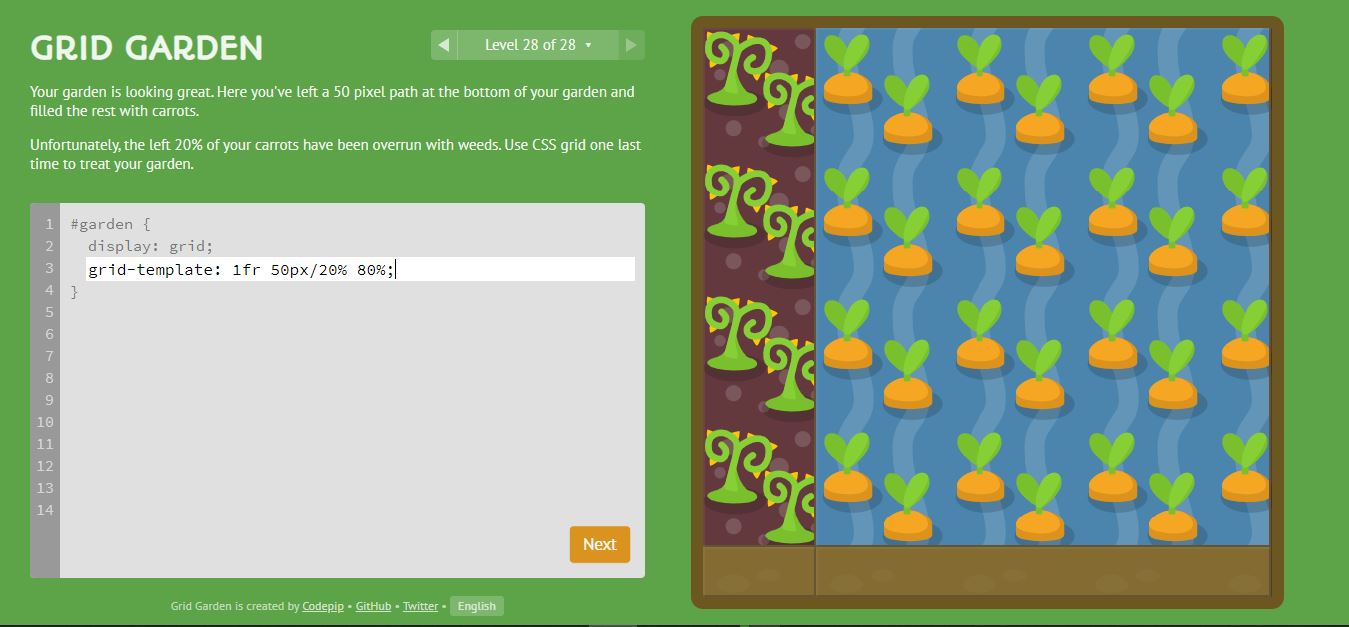 GRID GARDEN
◀ Level 28 of 28 ▾ ▶
Your garden is looking great. Here you've left a 50 pixel path at the bottom of your garden and
filled the rest with carrots.
Unfortunately, the left 20% of your carrots have been overrun with weeds. Use CSS grid one last
time to treat your garden.
1 #garden {
2 display: grid;
3 grid-template: 1fr 50px/20% 80%;
4 }
5
6
7
8
9
10
11
12
13
14
Next
Grid Garden is created by Codepip • GitHub • Twitter • English